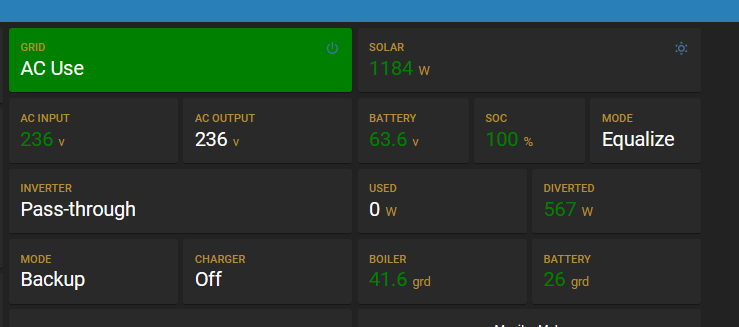 GRID
AC Use
SOLAR
1184 W
AC INPUT
236 v
AC OUTPUT
236 v
BATTERY
63.6 v
SOC
100 %
MODE
Equalize
INVERTER
Pass-through
USED
0 W
DIVERTED
567 W
MODE
Backup
CHARGER
Off
BOILER
41.6 grd
BATTERY
26 grd